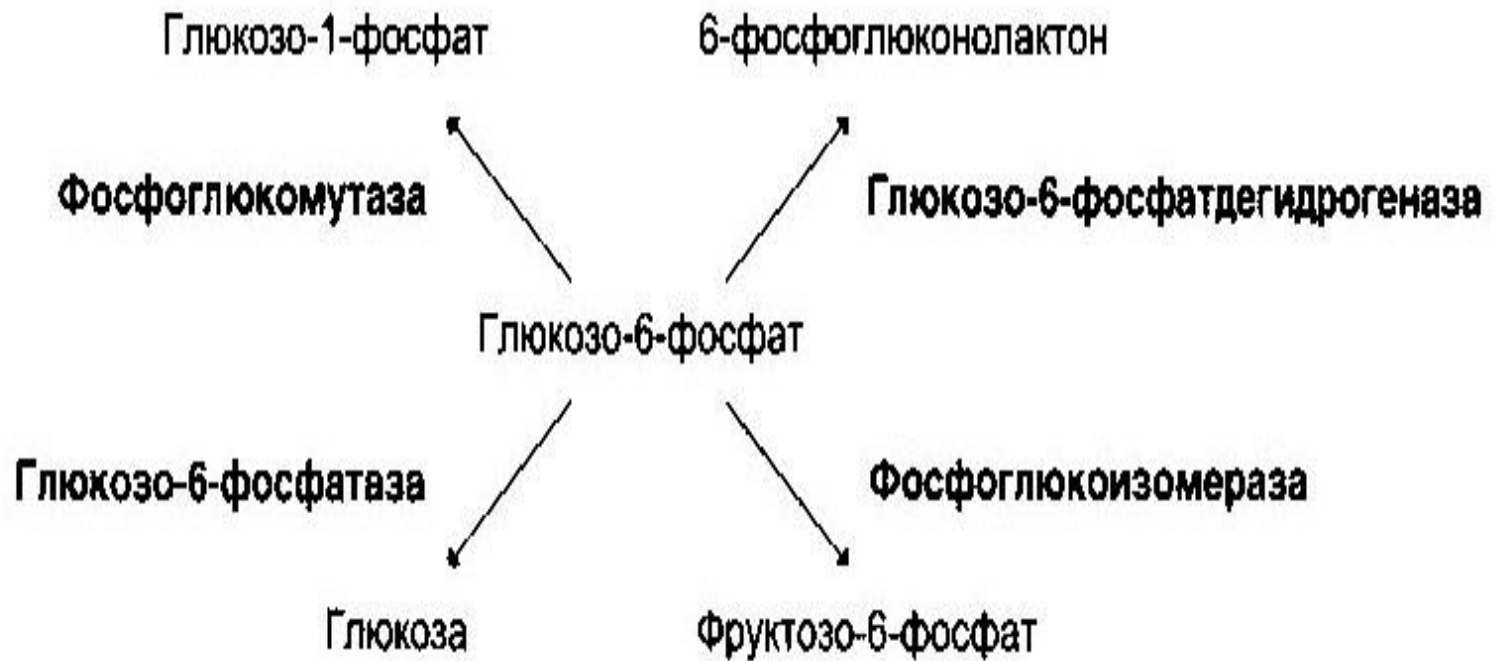 Глюкозо-1-фосфат
6-фосфоглюконолактон
Фосфоглюкомутаза
Глюкозо-6-фосфатдегидрогеназа
Глюкозо-6-фосфат
Глюкозо-6-фосфатаза
Фосфоглюкоизомераза
Глюкоза
Фруктозо-6-фосфат